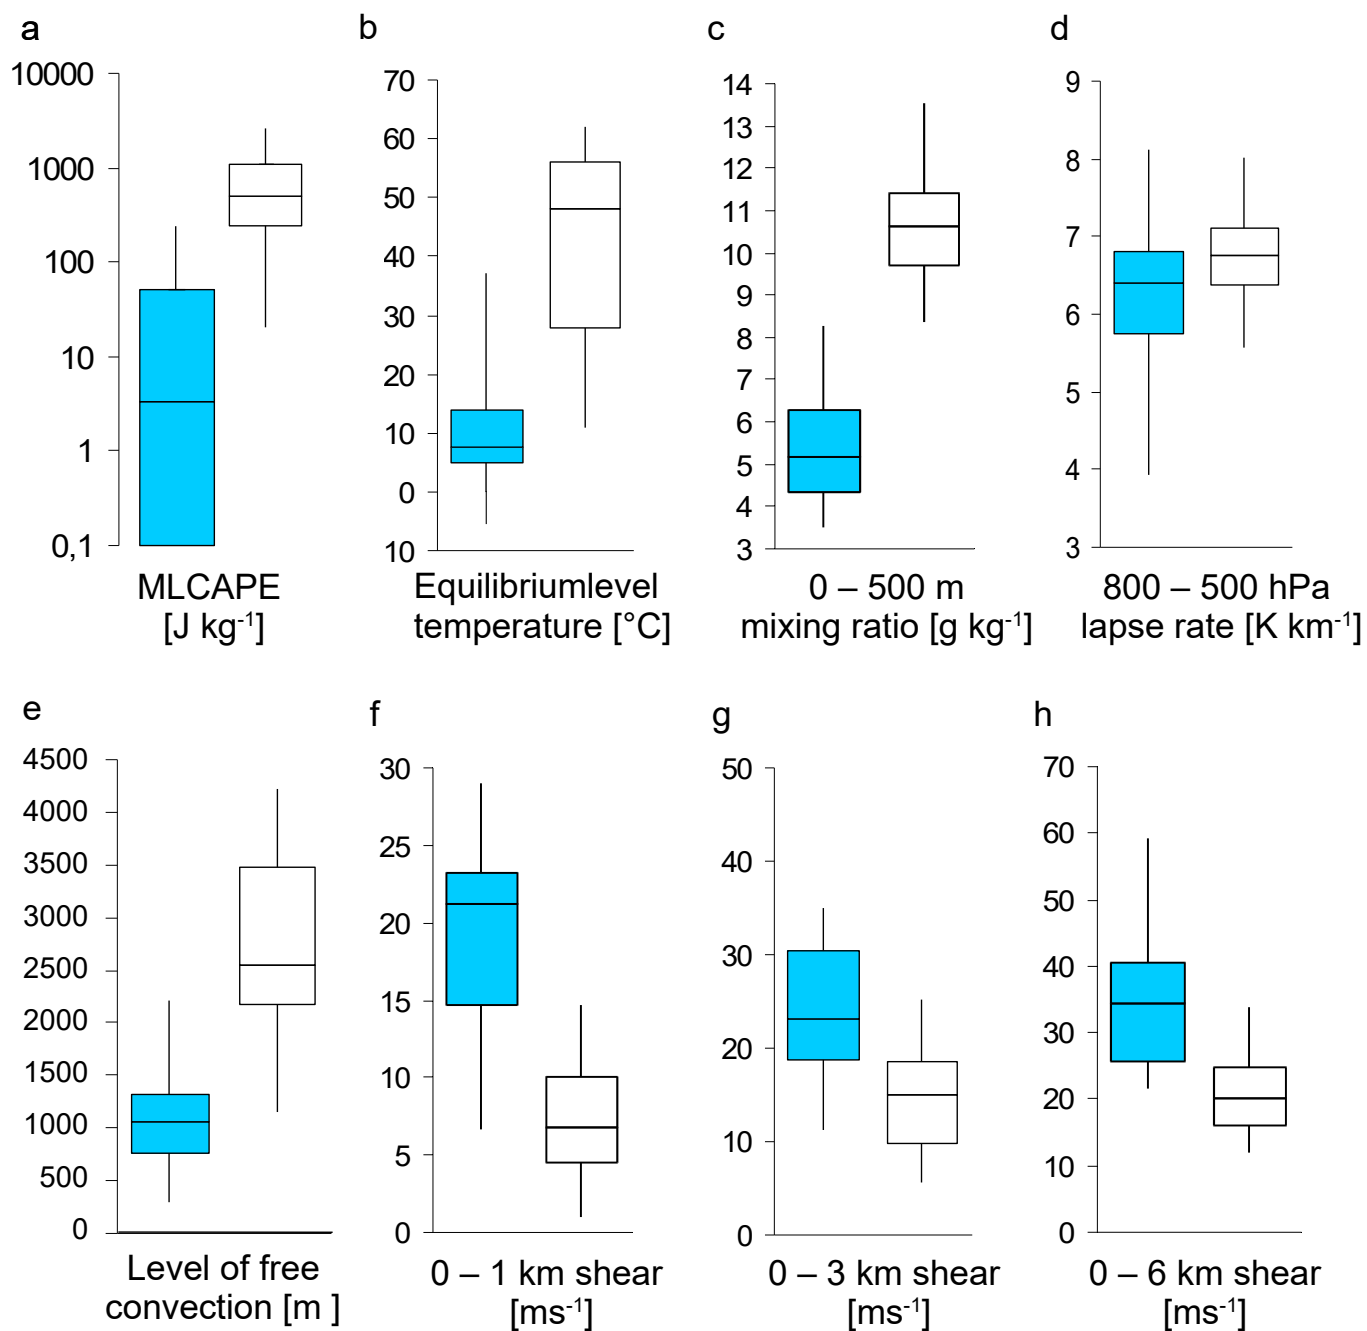 a
b
c
d
10000
1000
100
10
1
0,1
MLCAPE
[J kg-1]
70
60
50
40
30
20
10
0
10
Equilibriumlevel
temperature [°C]
14
13
12
11
10
9
8
7
6
5
4
3
0 – 500 m
mixing ratio [g kg-1]
9
8
7
6
5
4
3
800 – 500 hPa
lapse rate [K km-1]
e
f
g
h
4500
4000
3500
3000
2500
2000
1500
1000
500
0
Level of free
convection [m ]
30
25
20
15
10
5
0
0 – 1 km shear
[ms-1]
50
40
30
20
10
0
0 – 3 km shear
[ms-1]
70
60
50
40
30
20
10
0
0 – 6 km shear
[ms-1]